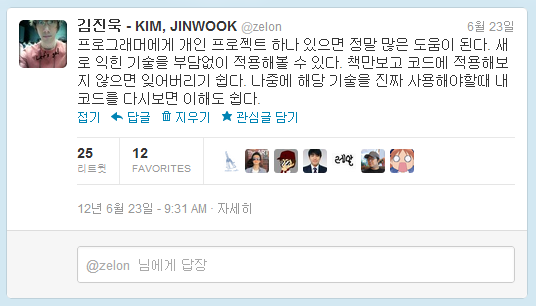 김진욱 - KIM, JINWOOK @zelon 6월 23일
프로그래머에게 개인 프로젝트 하나 있으면 정말 많은 도움이 된다. 새
로 익힌 기술을 부담없이 적용해볼 수 있다. 책만보고 코드에 적용해보
지 않으면 잊어버리기 쉽다. 나중에 해당 기술을 진짜 사용해야할때 내
코드를 다시보면 이해도 쉽다.
접기 답글 지우기 관심글 담기
25 12
리트윗 FAVORITES
레알
12년 6월 23일 - 9:31 AM · 자세히
@zelon 님에게 답장